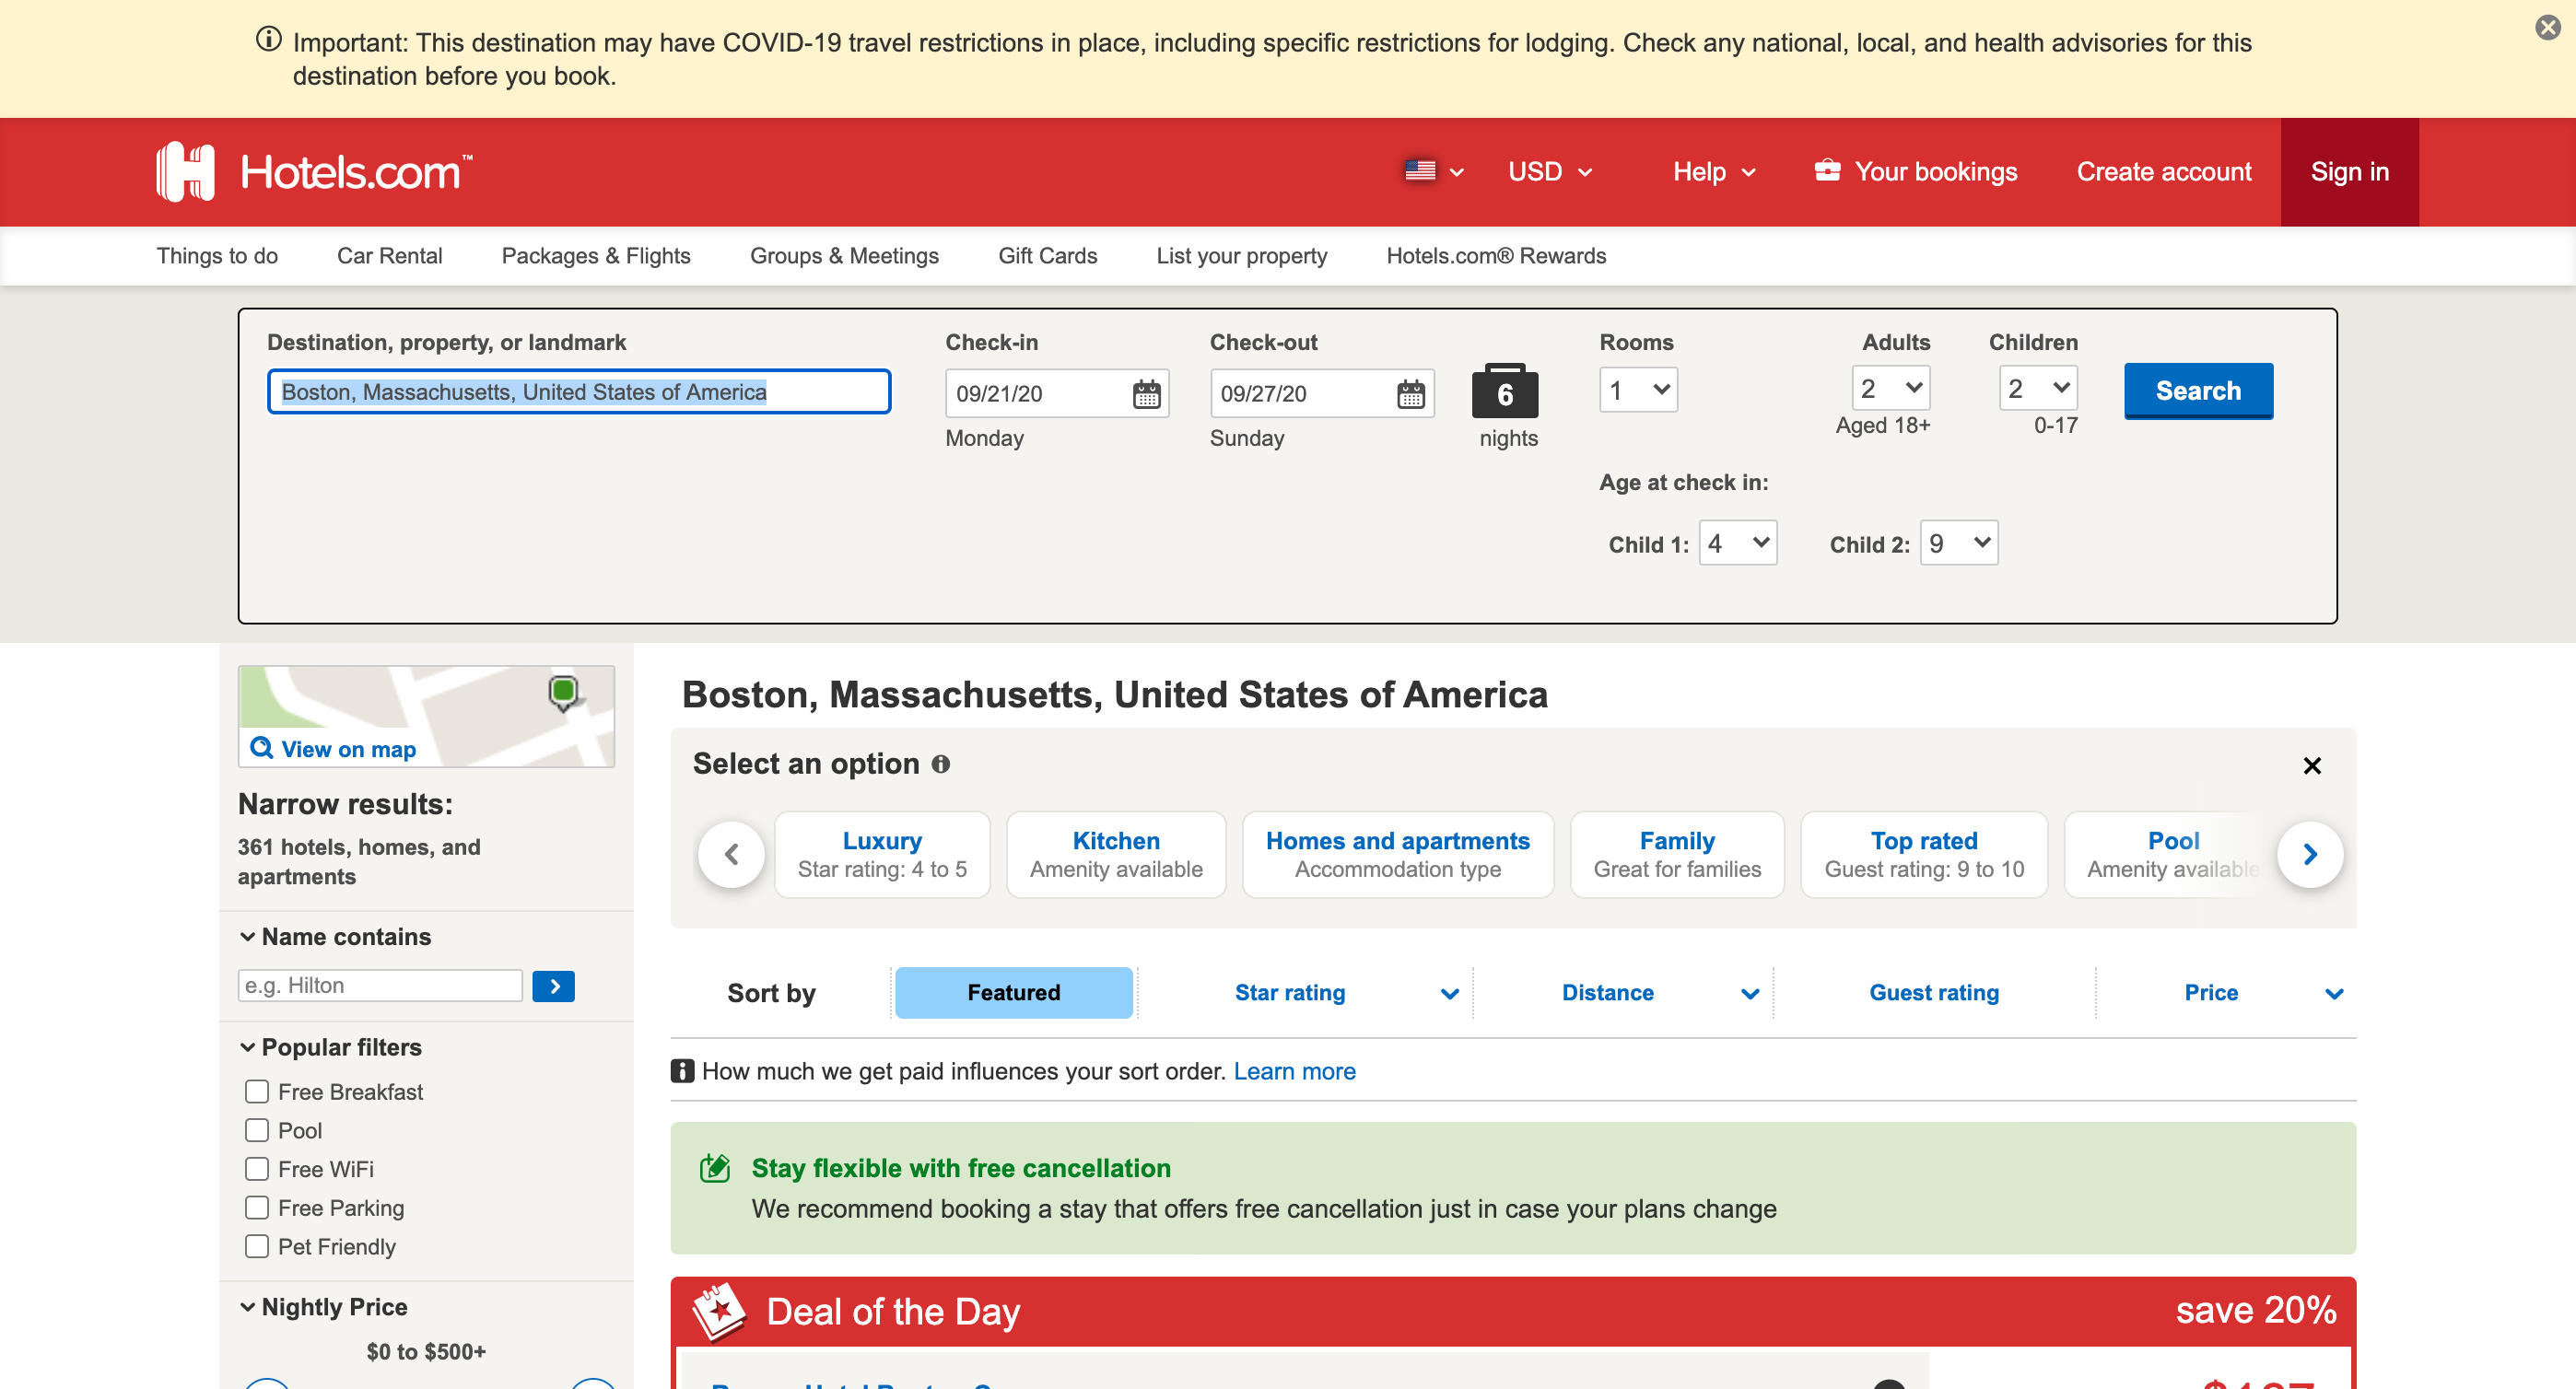 Important: This destination may have COVID-19 travel restrictions in place, including specific restrictions for lodging. Check any national, local, and health advisories for this
destination before you book.
Hotels.com™
USD
Help
Your bookings
Create account
Sign in
Things to do
Car Rental
Packages & Flights
Groups & Meetings
Gift Cards
List your property
Hotels.com® Rewards
Destination, property, or landmark
Boston, Massachusetts, United States of America
Check-in
09/21/20
Monday
Check-out
09/27/20
Sunday
6
nights
Rooms
1
Adults
2
Aged 18+
Children
2
0-17
Search
Age at check in:
Child 1: 4
Child 2: 9
View on map
Narrow results:
361 hotels, homes, and
apartments
Name contains
e.g. Hilton
Popular filters
Free Breakfast
Pool
Free WiFi
Free Parking
Pet Friendly
Nightly Price
$0 to $500+
Boston, Massachusetts, United States of America
Select an option
Luxury
Star rating: 4 to 5
Kitchen
Amenity available
Homes and apartments
Accommodation type
Family
Great for families
Top rated
Guest rating: 9 to 10
Pool
Amenity available
Sort by
Featured
Star rating
Distance
Guest rating
Price
How much we get paid influences your sort order. Learn more
Stay flexible with free cancellation
We recommend booking a stay that offers free cancellation just in case your plans change
Deal of the Day
save 20%